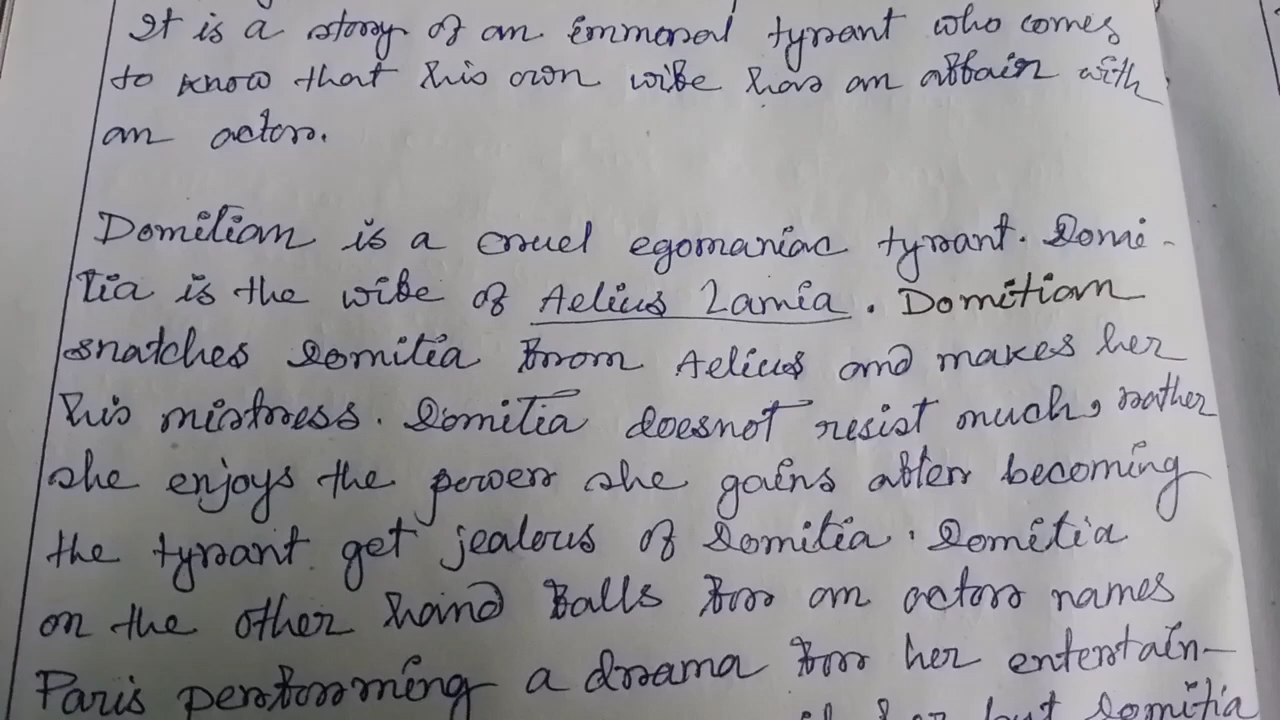 It is a story of an immoral tyrant who comes
to know that his own wife has an affair with
an actor.
Domitian is a cruel egomaniac tyrant. Domi-
tia is the wife of Aelius Lamia. Domitian
snatches Domitia from Aelius and makes her
his mistress. Domitia doesnot resist much, rather
she enjoys the power she gains after becoming
the tyrant get jealous of Domitia. Domitia
on the other hand falls for an actor names
Paris performing a drama for her entertain-
her but Domitia